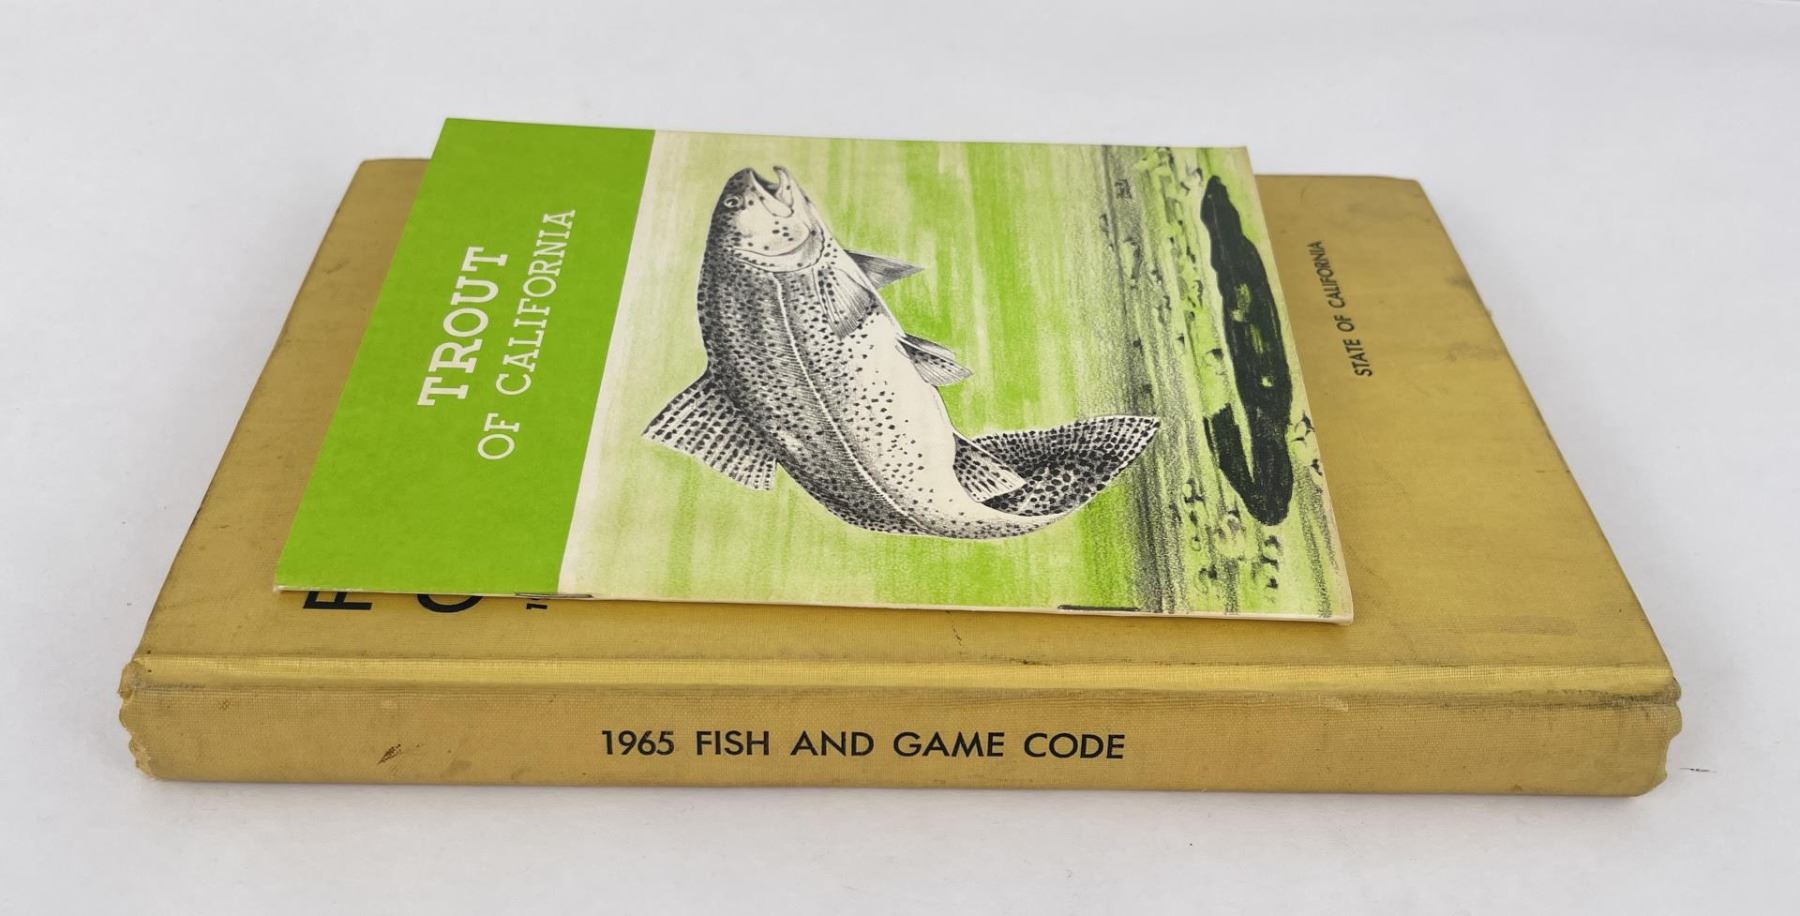 TROUT
OF CALIFORNIA
STATE OF CALIFORNIA
1965 FISH AND GAME CODE